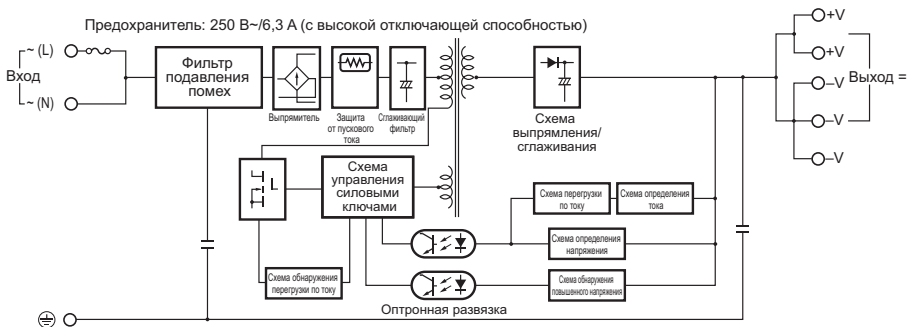 Предохранитель: 250 В~/6,3 А (с высокой отключающей способностью)
~ (L)
Вход
~ (N)
Фильтр
подавления
помех
Выпрямитель
Защита
от пускового
тока
Сглаживающий
фильтр
Схема
выпрямления/
сглаживания
+V
+V
–V
–V
–V
Выход =
Схема
управления
силовыми
ключами
Схема перегрузки
по току
Схема определения
тока
Схема определения
напряжения
Схема обнаружения
перегрузки по току
Схема обнаружения
повышенного напряжения
Оптронная развязка